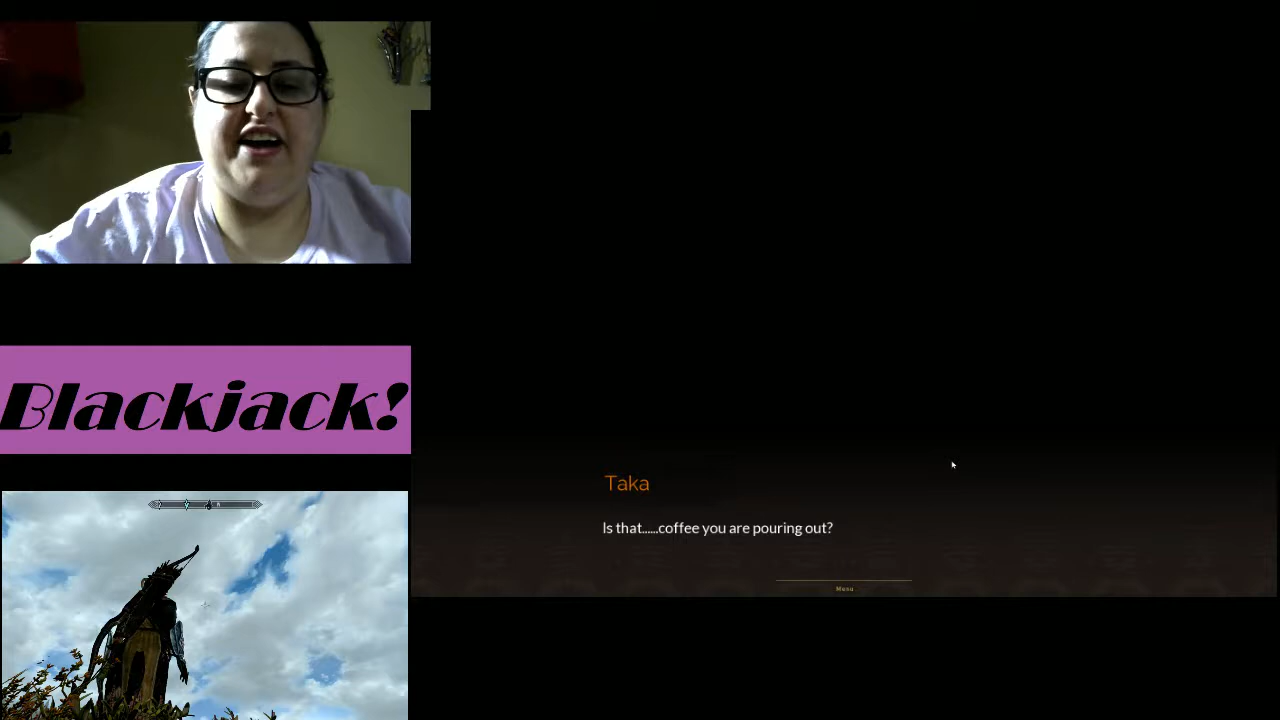 Blackjack!
Taka
Is that......coffee you are pouring out?
Menu